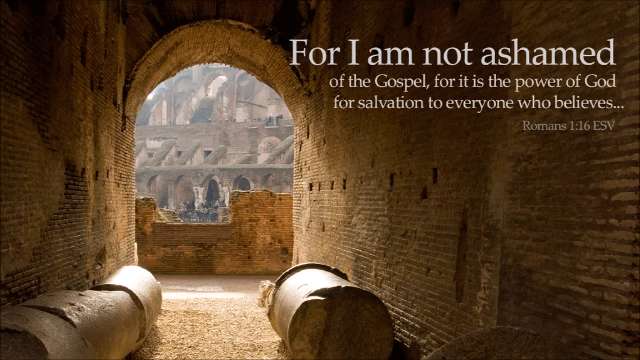 For I am not ashamed
of the Gospel, for it is the power of God
for salvation to everyone who believes...
Romans 1:16 ESV